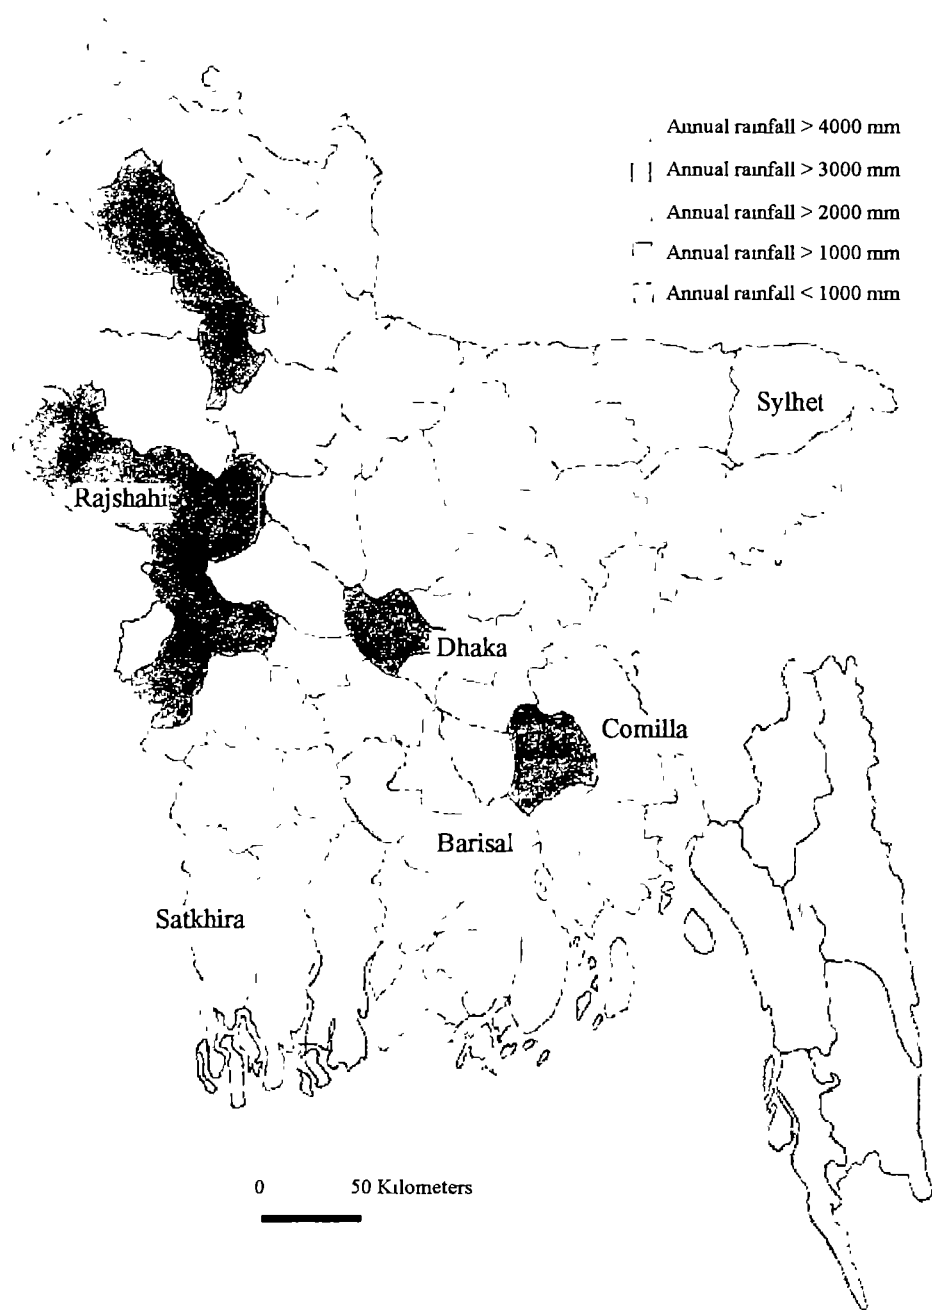 Annual rainfall > 4000 mm
Annual rainfall > 3000 mm
Annual rainfall > 2000 mm
Annual rainfall > 1000 mm
Annual rainfall < 1000 mm
Sylhet
Rajshahi
Dhaka
Comilla
Barisal
Satkhira
0 50 Kilometers